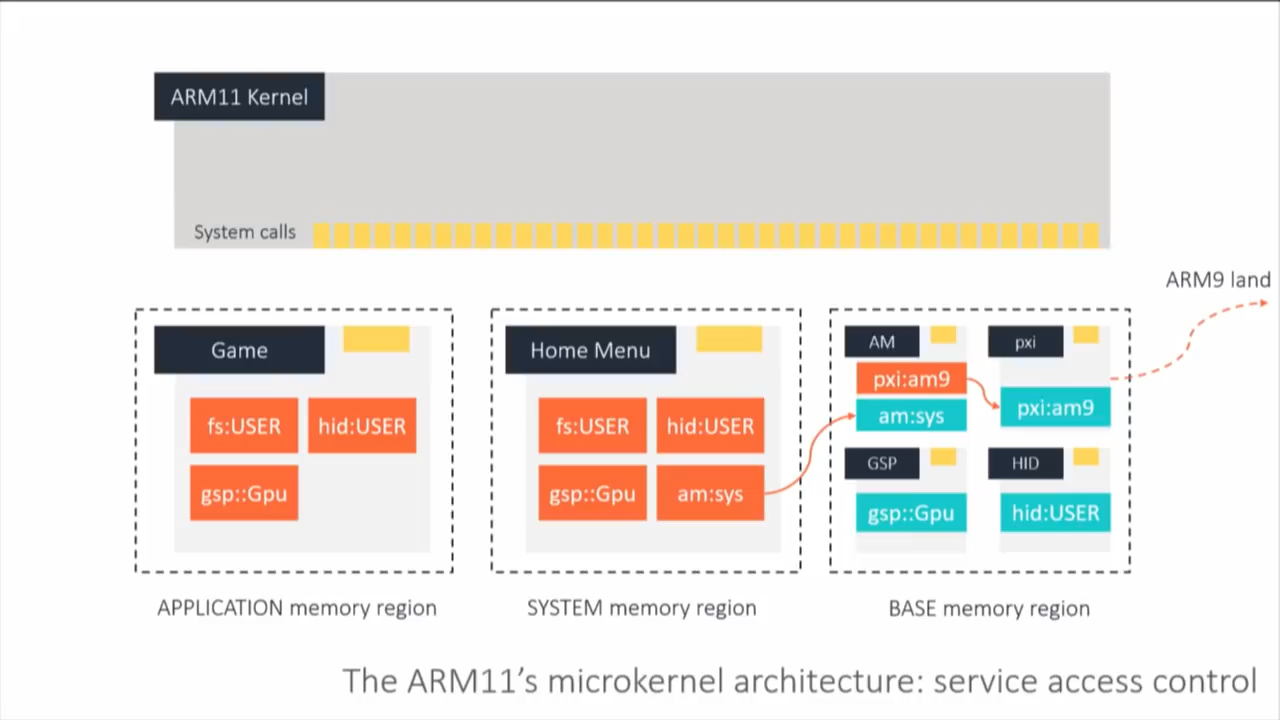 ARM11 Kernel
System calls
ARM9 land
Game
fs:USER
hid:USER
gsp::Gpu
Home Menu
fs:USER
hid:USER
gsp::Gpu
am:sys
AM
pxi:am9
am:sys
pxi
pxi:am9
GSP
gsp::Gpu
HID
hid:USER
APPLICATION memory region
SYSTEM memory region
BASE memory region
The ARM11’s microkernel architecture: service access control